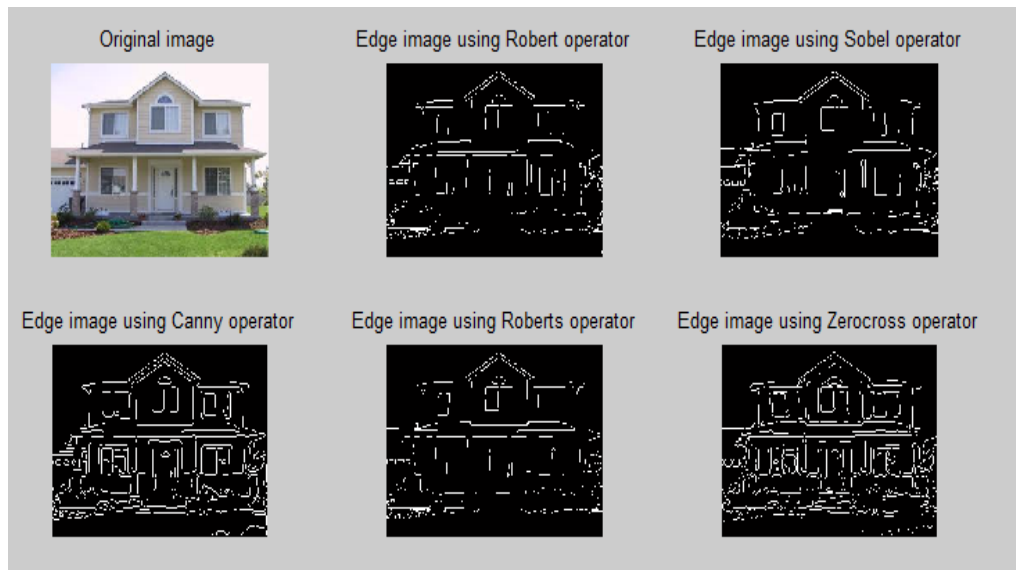 Original image
Edge image using Robert operator
Edge image using Sobel operator
Edge image using Canny operator
Edge image using Roberts operator
Edge image using Zerocross operator